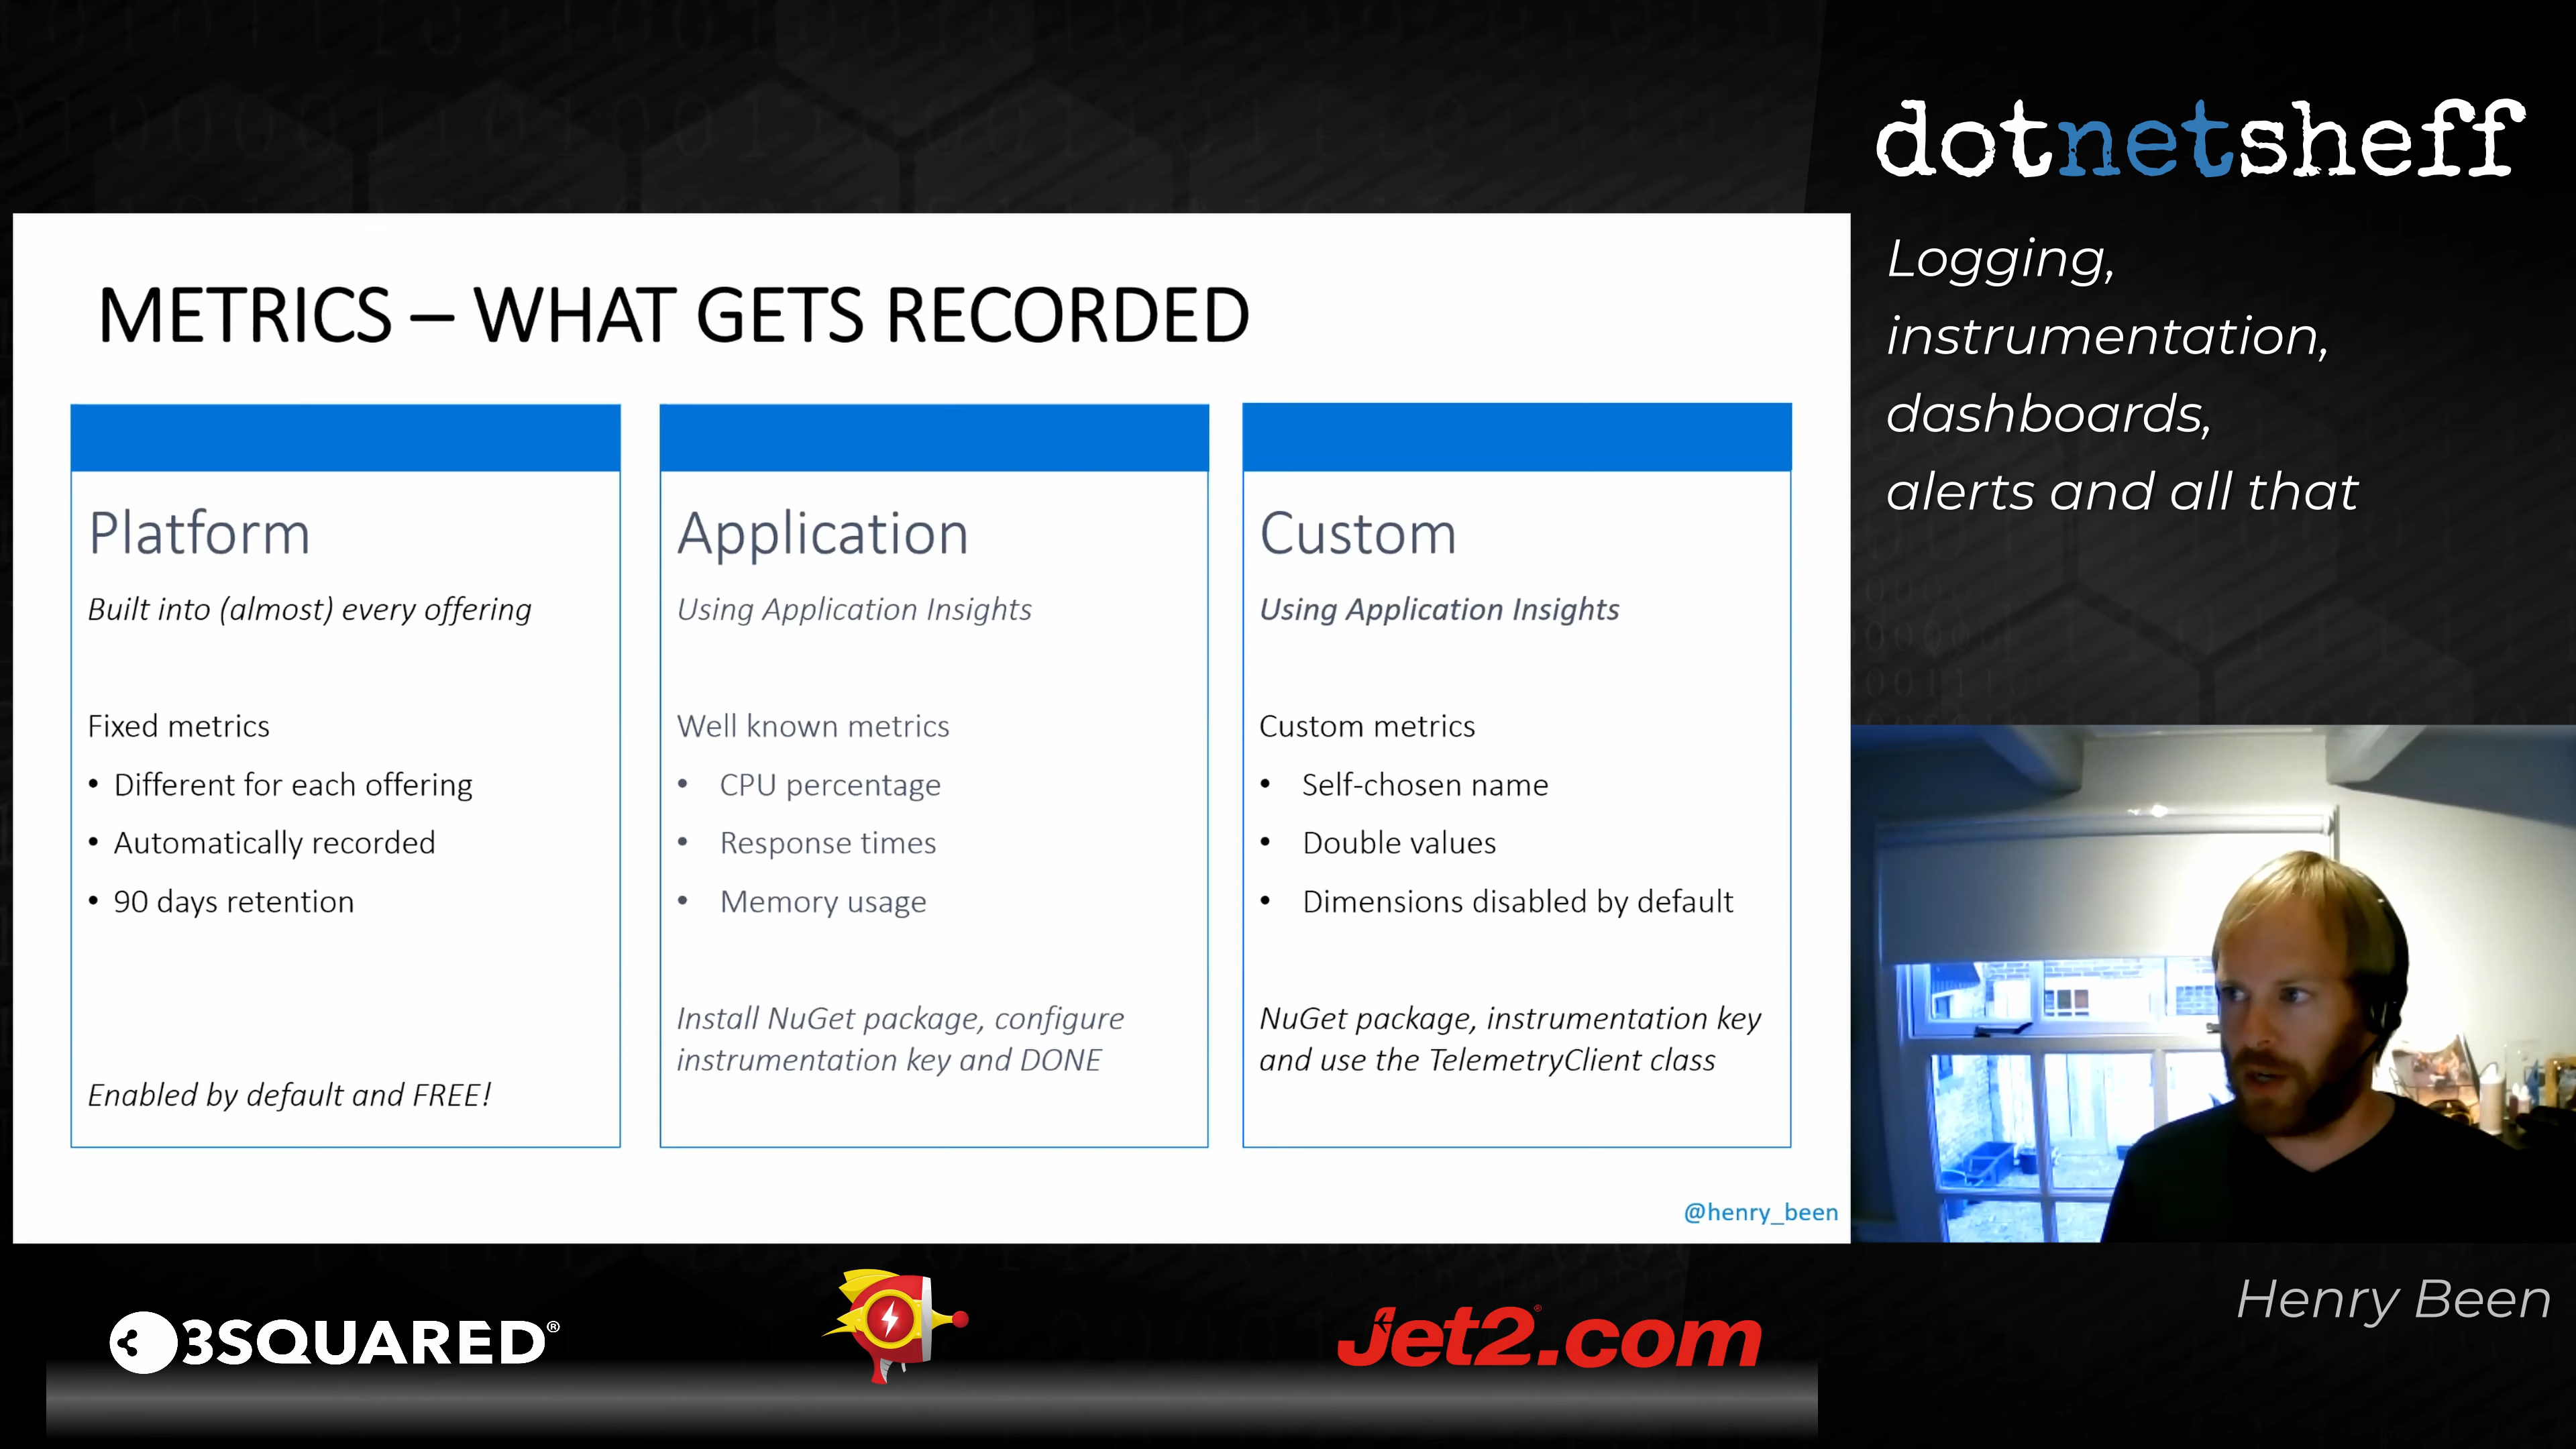 dotnetsheff
Logging,
instrumentation,
dashboards,
alerts and all that
METRICS – WHAT GETS RECORDED
Platform
Built into (almost) every offering
Fixed metrics
• Different for each offering
• Automatically recorded
• 90 days retention
Enabled by default and FREE!
Application
Using Application Insights
Well known metrics
• CPU percentage
• Response times
• Memory usage
Install NuGet package, configure
instrumentation key and DONE
Custom
Using Application Insights
Custom metrics
• Self-chosen name
• Double values
• Dimensions disabled by default
NuGet package, instrumentation key
and use the TelemetryClient class
@henry_been
Henry Been
3SQUARED®
Jet2.com®